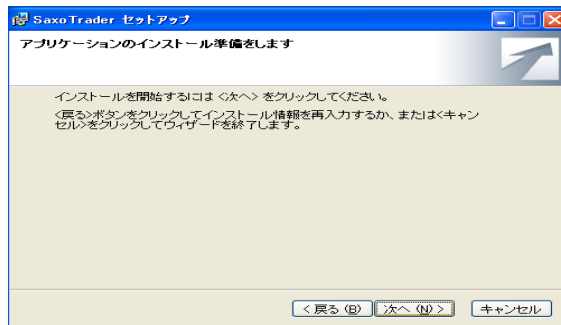 SaxoTrader セットアップ
アプリケーションのインストール準備をします
インストールを開始するには <次へ> をクリックしてください。
<戻る>ボタンをクリックしてインストール情報を再入力するか、または<キャン
セル>をクリックしてウィザードを終了します。
< 戻る (B) 次へ (N) > キャンセル